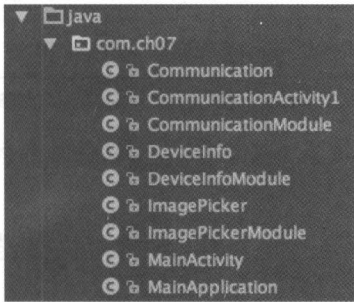 java
com.ch07
Communication
CommunicationActivity1
CommunicationModule
DeviceInfo
DeviceInfoModule
ImagePicker
ImagePickerModule
MainActivity
MainApplication